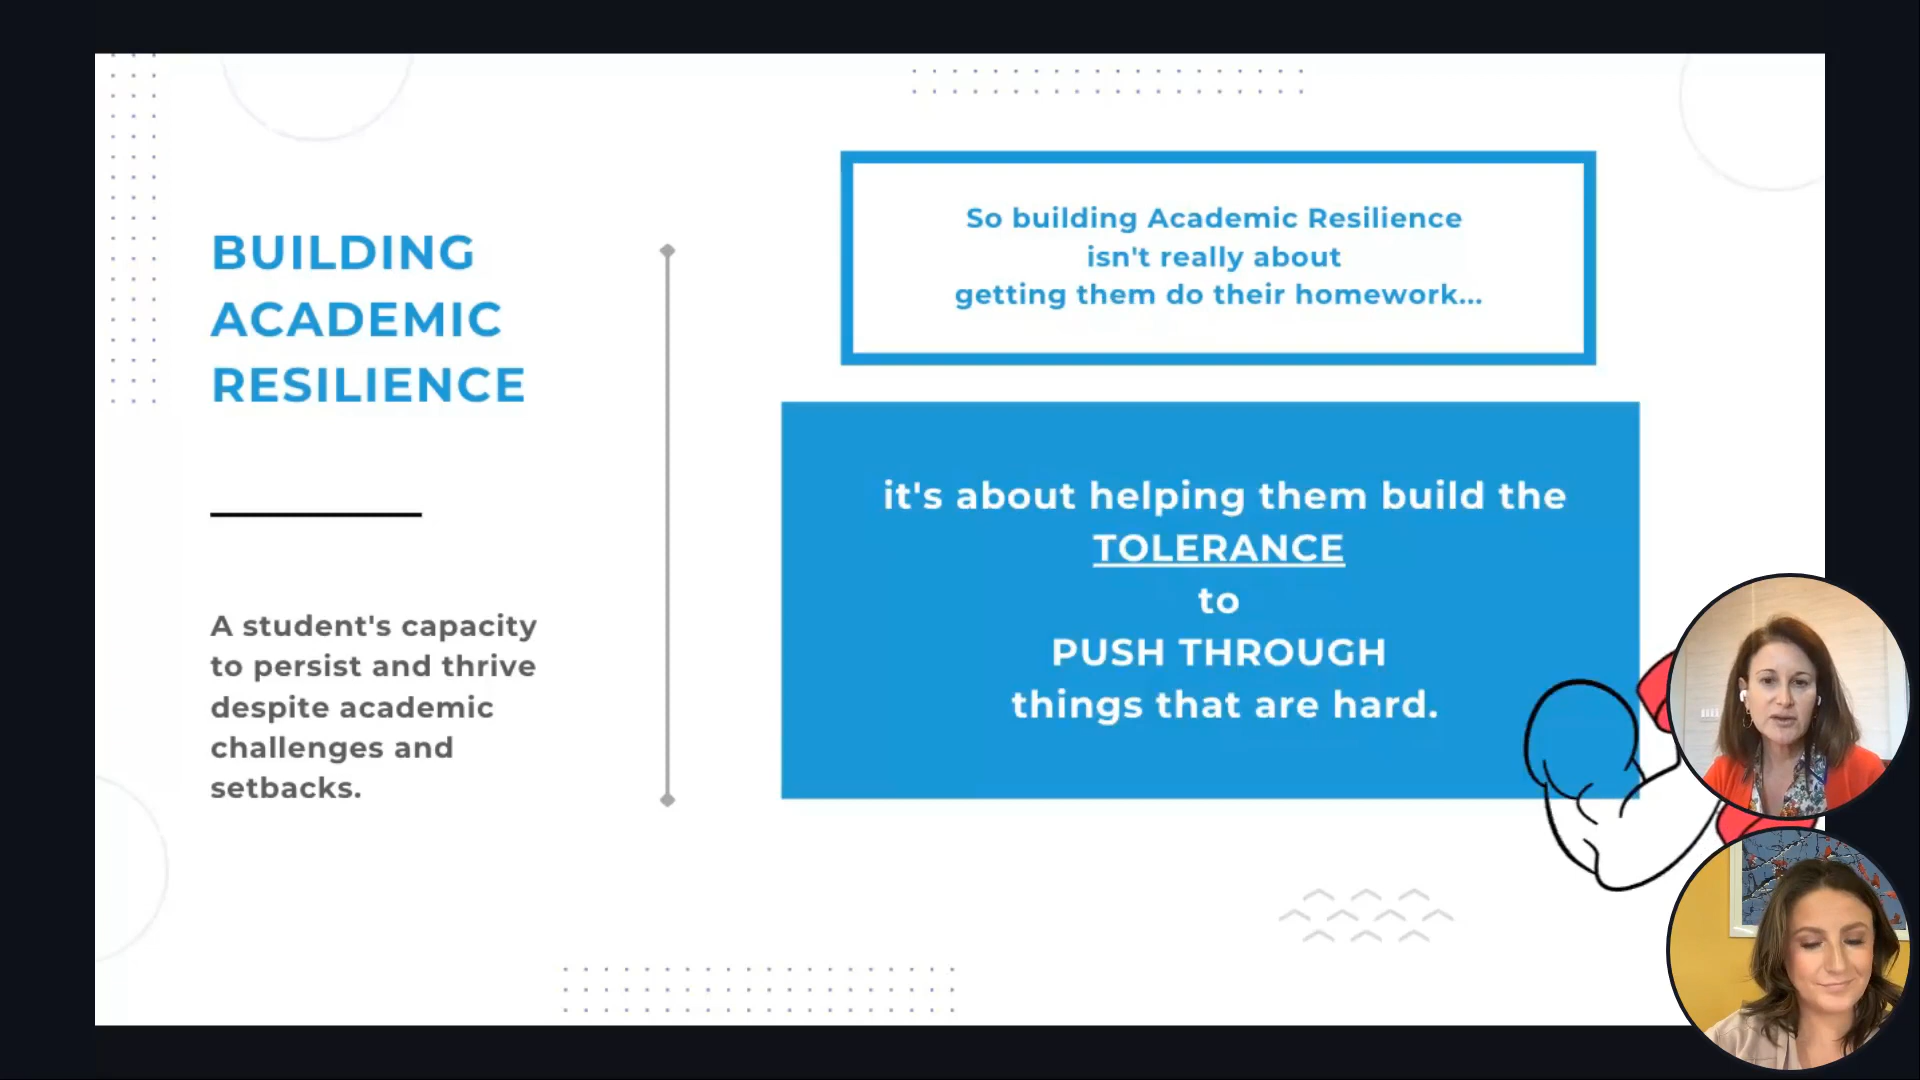 BUILDING
ACADEMIC
RESILIENCE
A student's capacity
to persist and thrive
despite academic
challenges and
setbacks.
So building Academic Resilience
isn't really about
getting them do their homework...
it's about helping them build the
TOLERANCE
to
PUSH THROUGH
things that are hard.